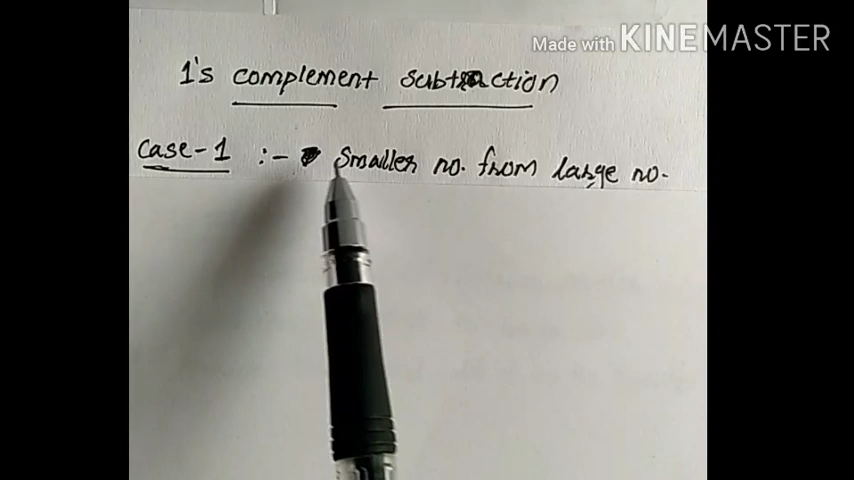 Made with KINEMASTER
1's complement subtraction
Case-1 :- Smaller no. from large no.